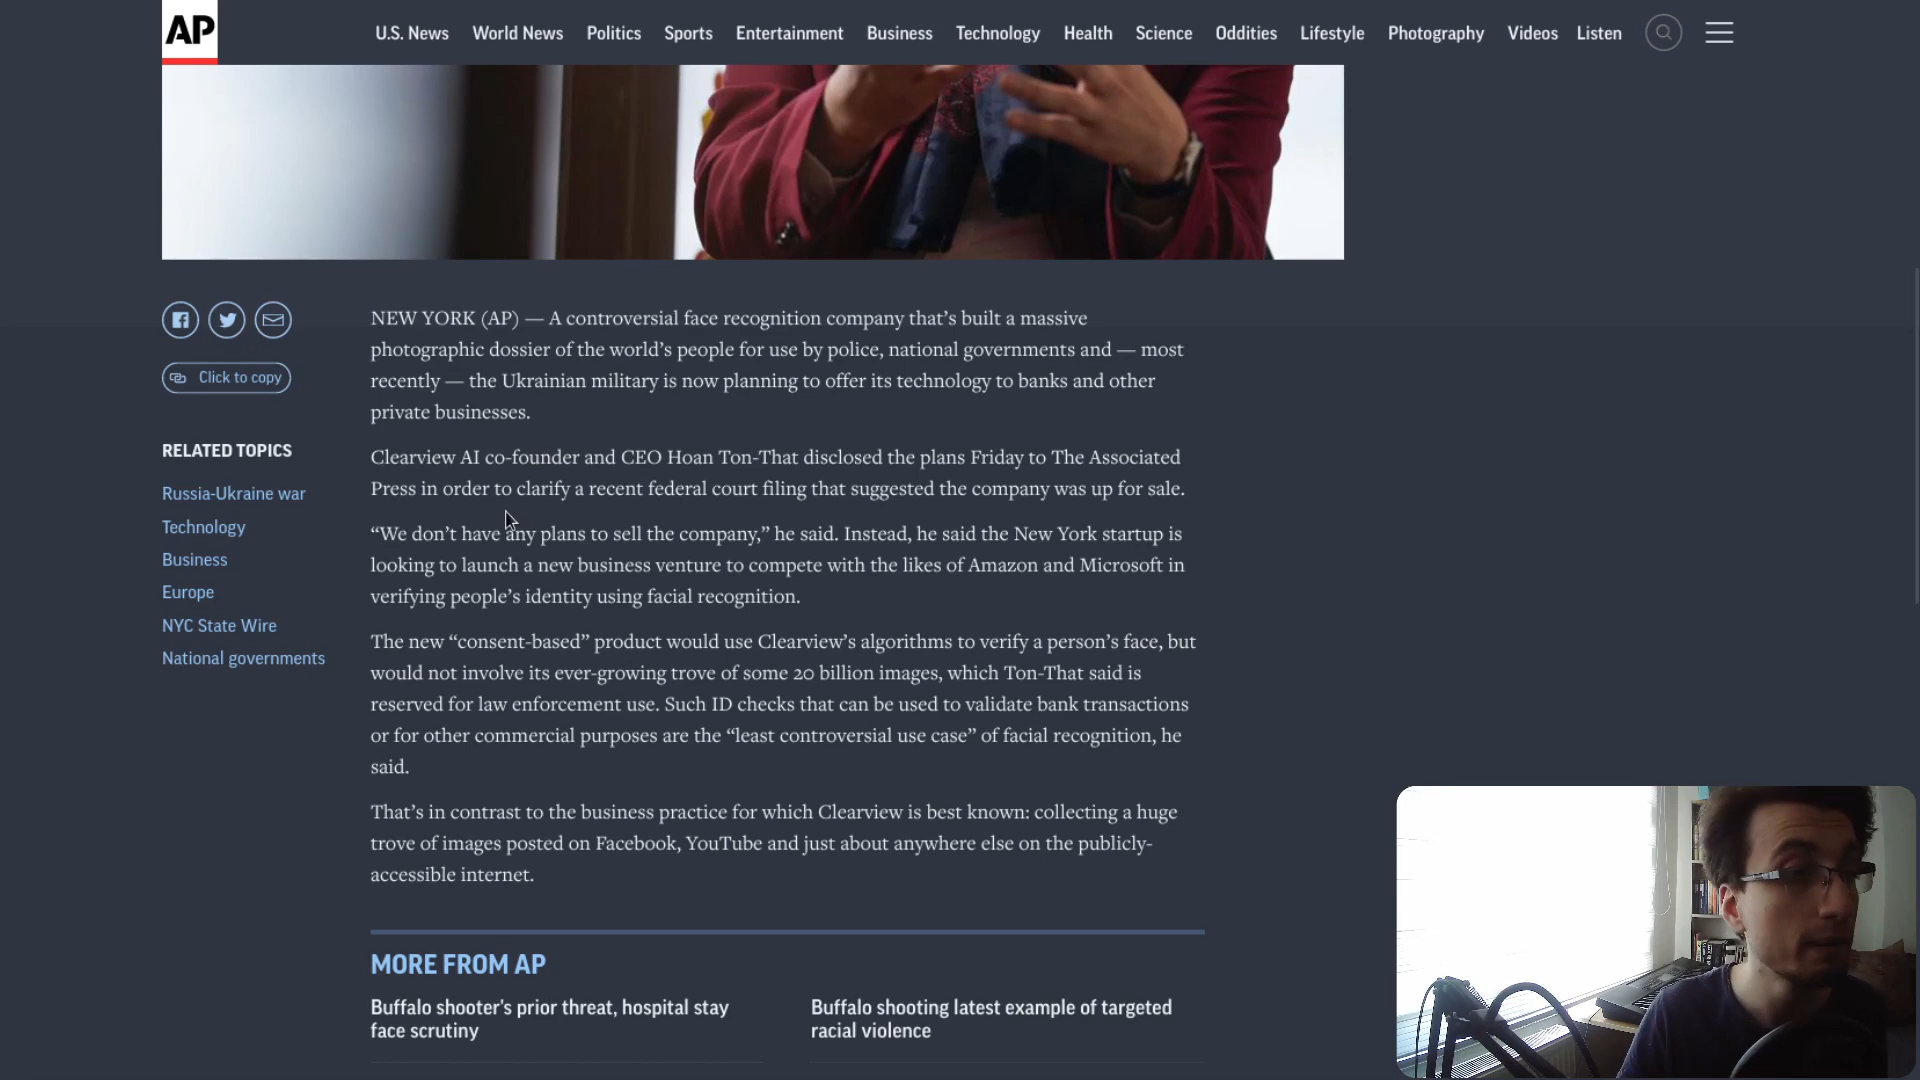 AP
U.S. News World News Politics Sports Entertainment Business Technology Health Science Oddities Lifestyle Photography Videos Listen
Click to copy
RELATED TOPICS
Russia-Ukraine war
Technology
Business
Europe
NYC State Wire
National governments
NEW YORK (AP) — A controversial face recognition company that’s built a massive
photographic dossier of the world’s people for use by police, national governments and — most
recently — the Ukrainian military is now planning to offer its technology to banks and other
private businesses.
Clearview AI co-founder and CEO Hoan Ton-That disclosed the plans Friday to The Associated
Press in order to clarify a recent federal court filing that suggested the company was up for sale.
“We don’t have any plans to sell the company,” he said. Instead, he said the New York startup is
looking to launch a new business venture to compete with the likes of Amazon and Microsoft in
verifying people’s identity using facial recognition.
The new “consent-based” product would use Clearview’s algorithms to verify a person’s face, but
would not involve its ever-growing trove of some 20 billion images, which Ton-That said is
reserved for law enforcement use. Such ID checks that can be used to validate bank transactions
or for other commercial purposes are the “least controversial use case” of facial recognition, he
said.
That’s in contrast to the business practice for which Clearview is best known: collecting a huge
trove of images posted on Facebook, YouTube and just about anywhere else on the publicly-
accessible internet.
MORE FROM AP
Buffalo shooter's prior threat, hospital stay
face scrutiny
Buffalo shooting latest example of targeted
racial violence